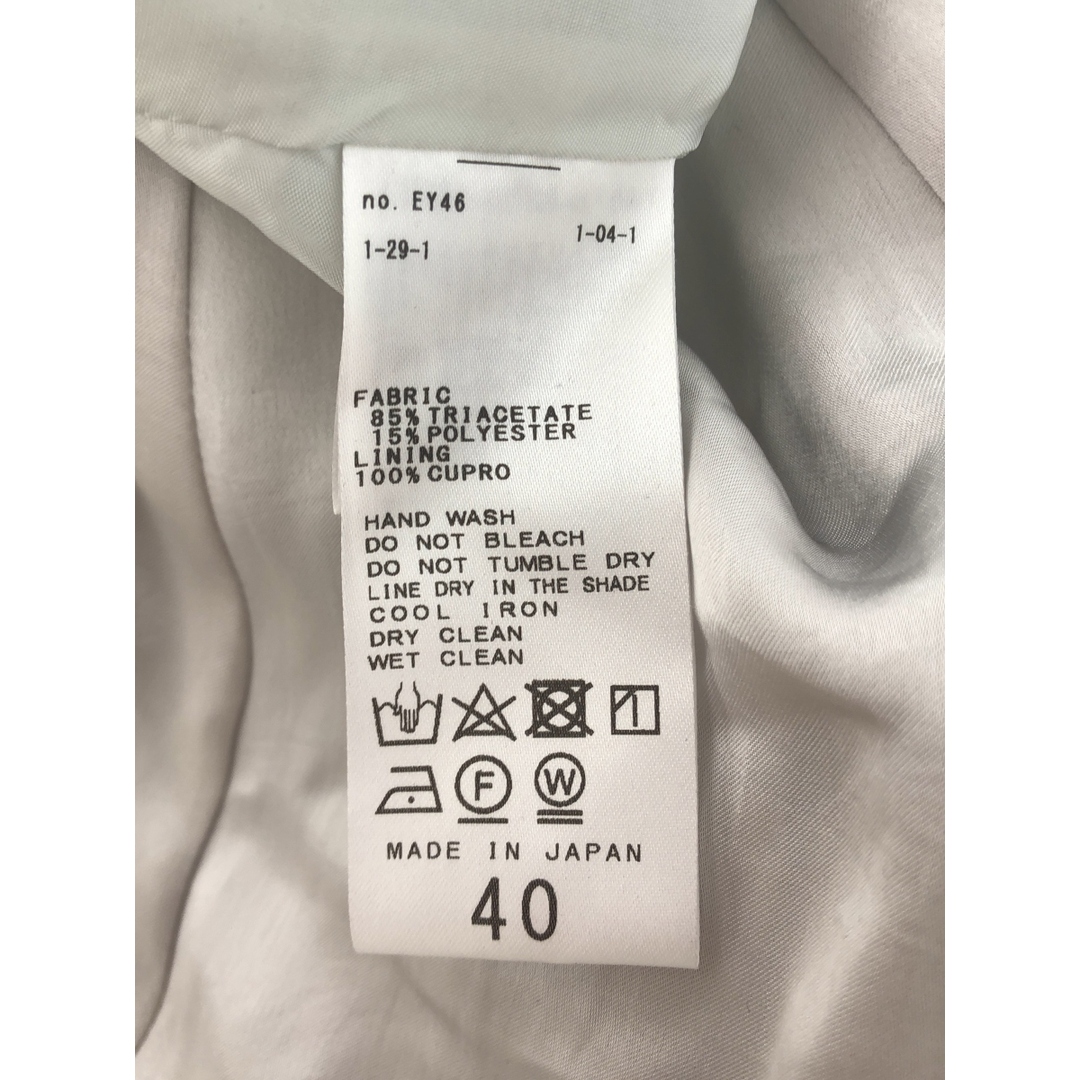 no. EY46
1-29-1 1-04-1
FABRIC
85% TRIACETATE
15% POLYESTER
LINING
100% CUPRO
HAND WASH
DO NOT BLEACH
DO NOT TUMBLE DRY
LINE DRY IN THE SHADE
COOL IRON
DRY CLEAN
WET CLEAN
F W
MADE IN JAPAN
40